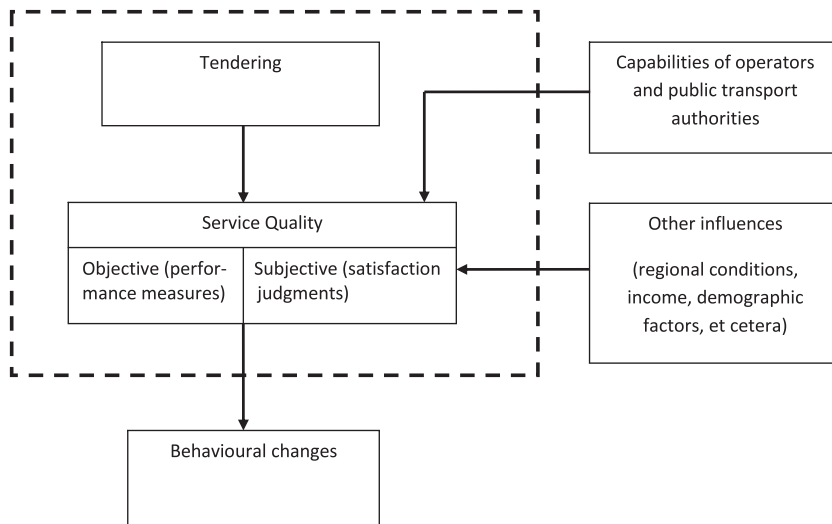 Tendering
Capabilities of operators
and public transport
authorities
Service Quality
Objective (perfor-
mance measures)
Subjective (satisfaction
judgments)
Other influences
(regional conditions,
income, demographic
factors, et cetera)
Behavioural changes